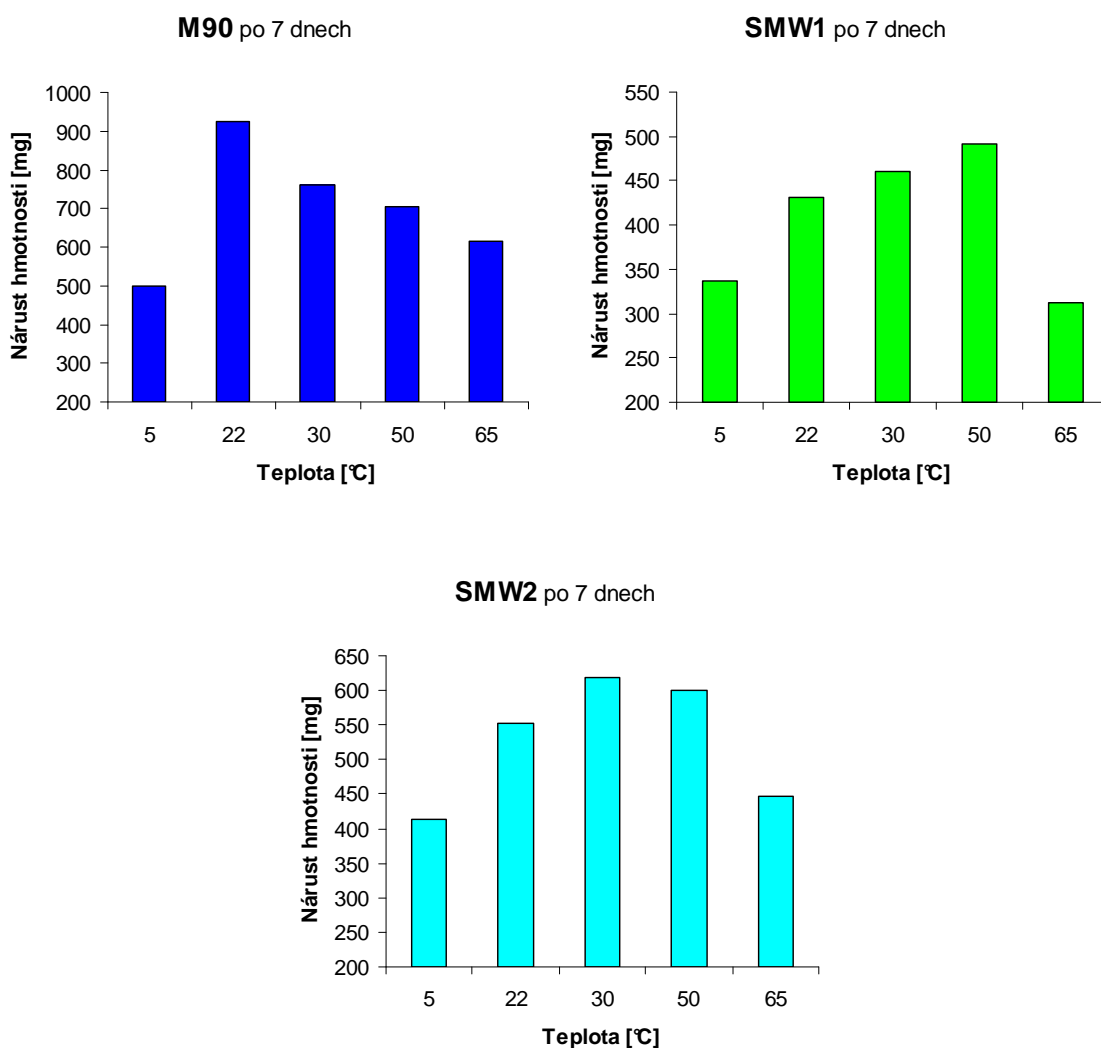 M90 po 7 dnech
1000
900
800
700
600
500
400
300
200
Nárust hmotnosti [mg]
5 22 30 50 65
Teplota [°C]
SMW1 po 7 dnech
550
500
450
400
350
300
250
200
Nárust hmotnosti [mg]
5 22 30 50 65
Teplota [°C]
SMW2 po 7 dnech
650
600
550
500
450
400
350
300
250
200
Nárust hmotnosti [mg]
5 22 30 50 65
Teplota [°C]